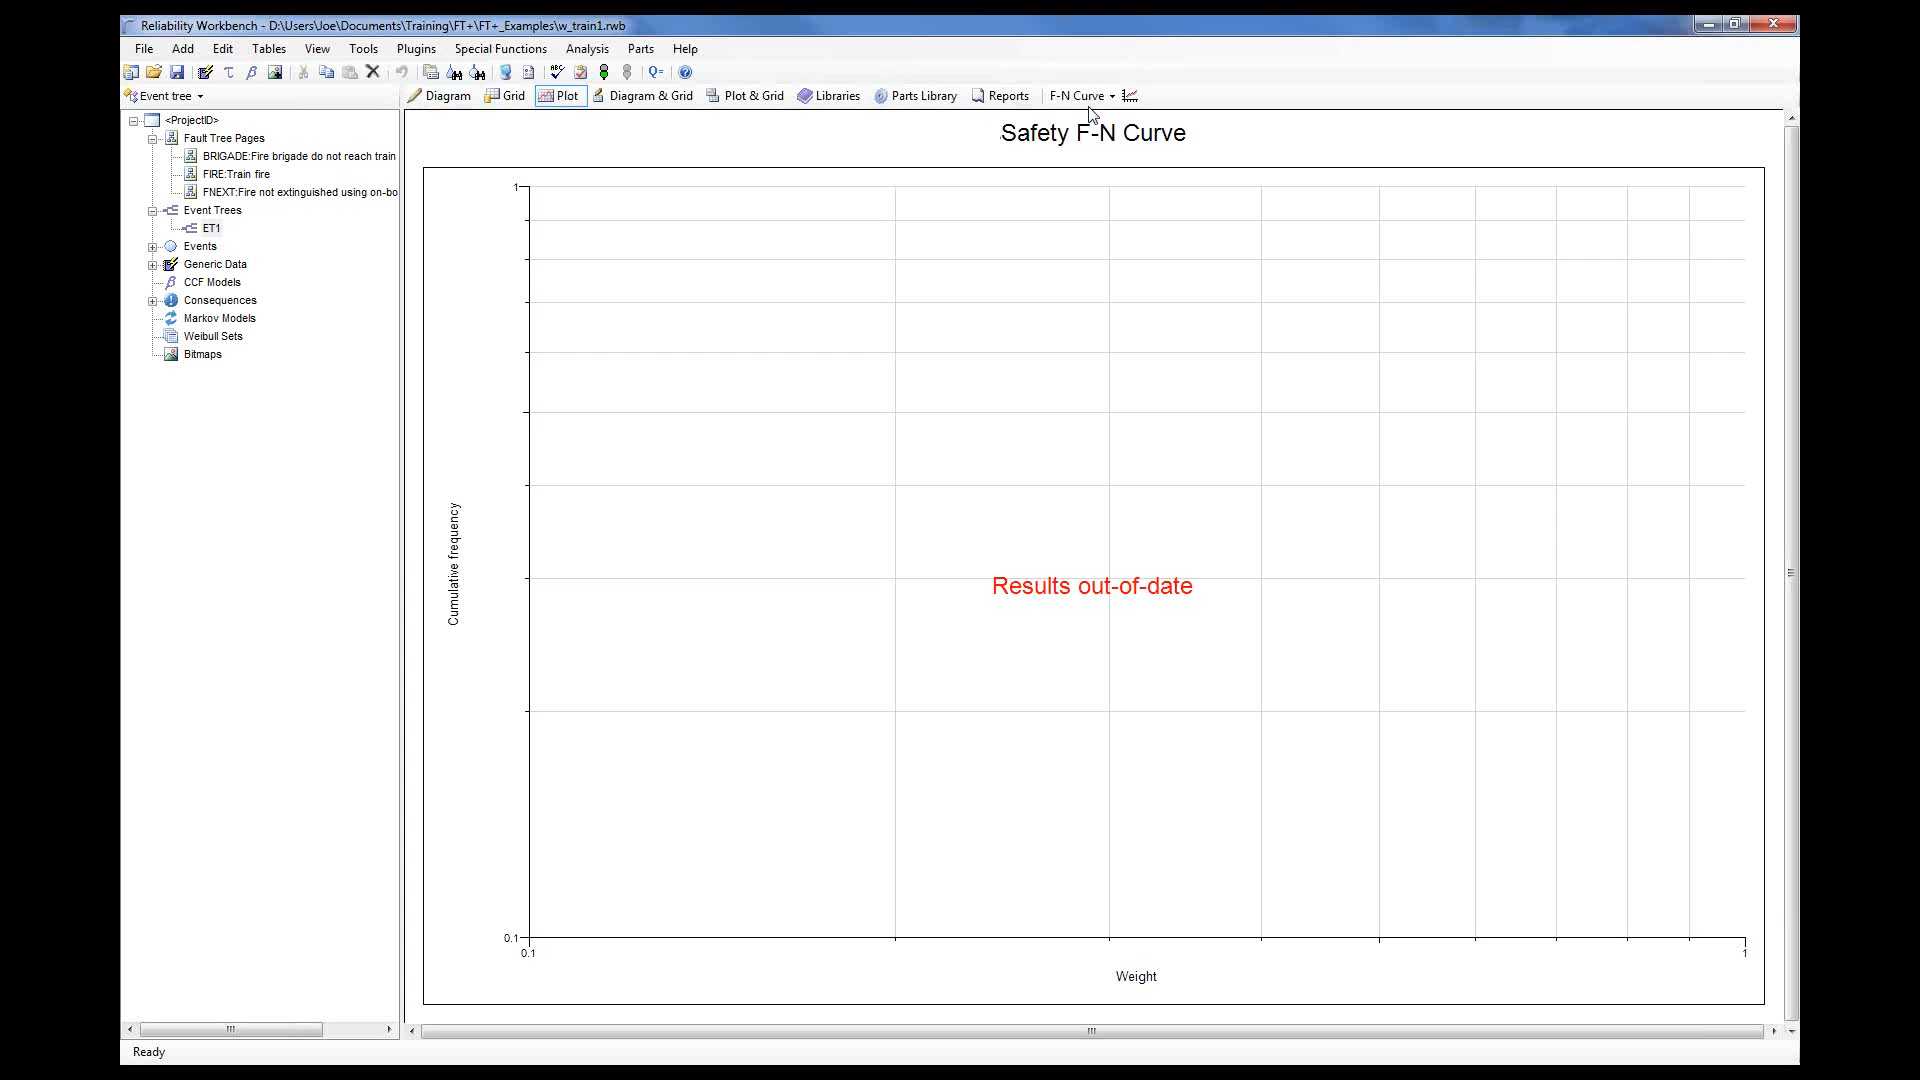 Reliability Workbench - D:\Users\Joe\Documents\Training\FT+\FT+_Examples\w_train1.rwb
File Add Edit Tables View Tools Plugins Special Functions Analysis Parts Help
Event tree
Diagram Grid Plot Diagram & Grid Plot & Grid Libraries Parts Library Reports F-N Curve
<ProjectID>
Fault Tree Pages
BRIGADE:Fire brigade do not reach train
FIRE:Train fire
FNEXT:Fire not extinguished using on-bo
Event Trees
ET1
Events
Generic Data
CCF Models
Consequences
Markov Models
Weibull Sets
Bitmaps
Safety F-N Curve
1
Cumulative frequency
Results out-of-date
0.1
0.1
1
Weight
Ready